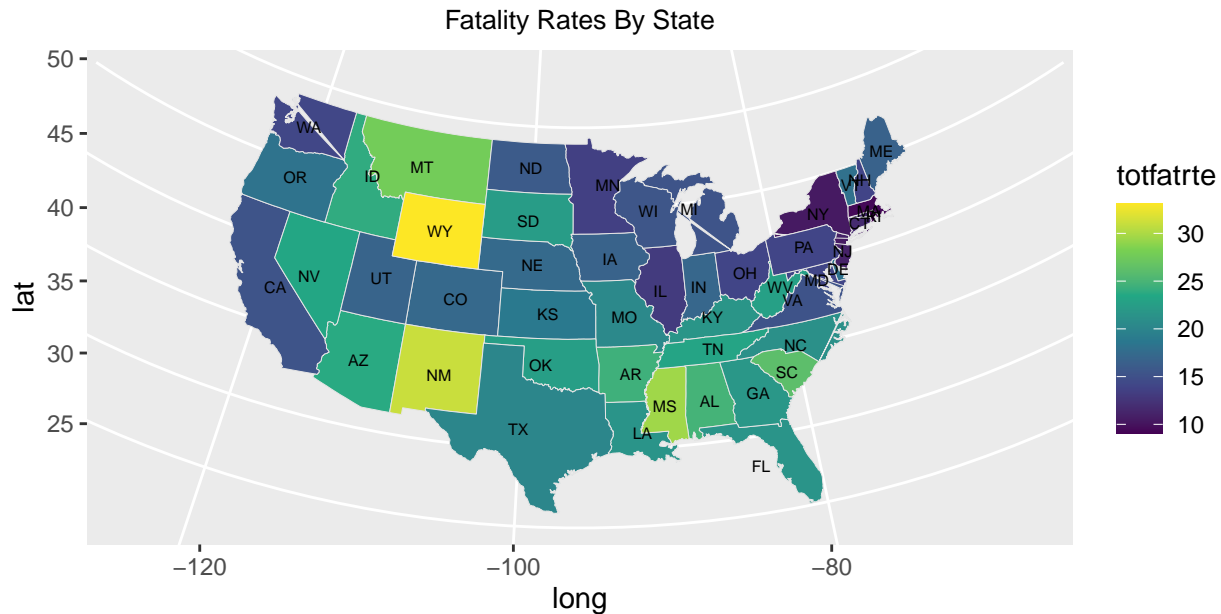 Fatality Rates By State
50
45
40
35
30
25
lat
WA
OR
ID
MT
ND
MN
WI
MI
ME
VT
NH
NY
MA
RI
CT
NJ
PA
WY
SD
IA
NE
NV
UT
CO
CA
IL
IN
OH
DE
MD
WV
VA
KS
MO
KY
AZ
NM
OK
AR
TN
NC
SC
MS
AL
GA
TX
LA
FL
−120
−100
−80
long
totfatrte
30
25
20
15
10